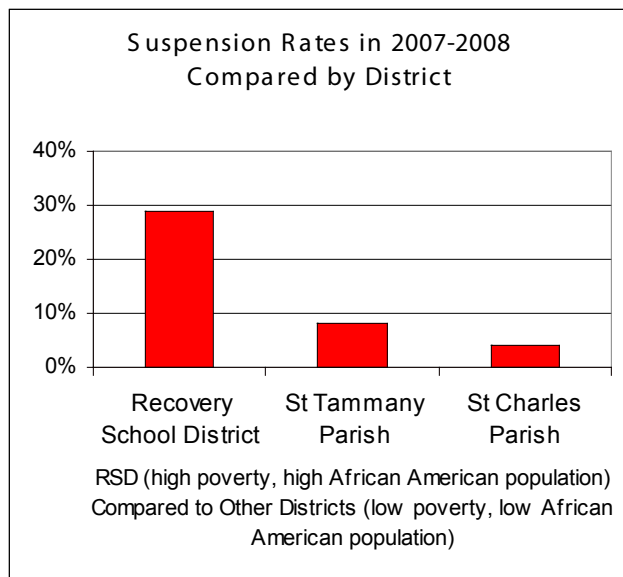 Suspension Rates in 2007-2008
Compared by District
40%
30%
20%
10%
0%
Recovery
School District
St Tammany
Parish
St Charles
Parish
RSD (high poverty, high African American population)
Compared to Other Districts (low poverty, low African
American population)